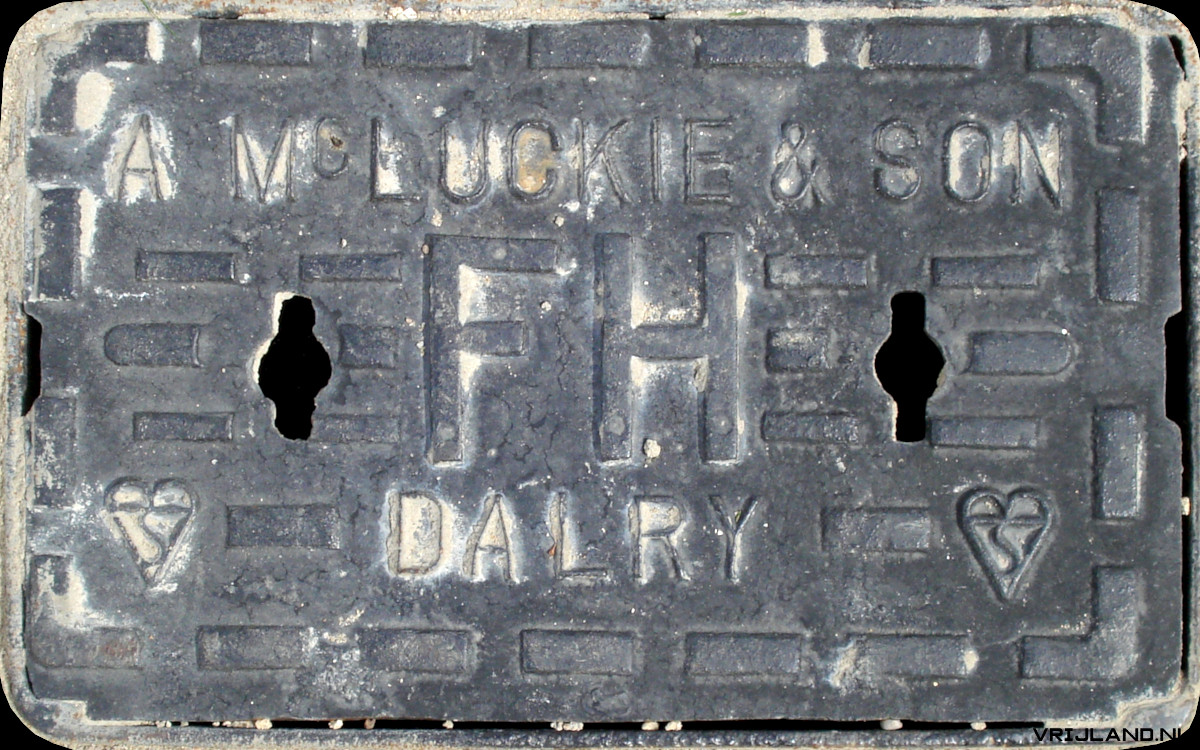 A McLUCKIE & SON
FH
DALRY
VRIJLAND.NL